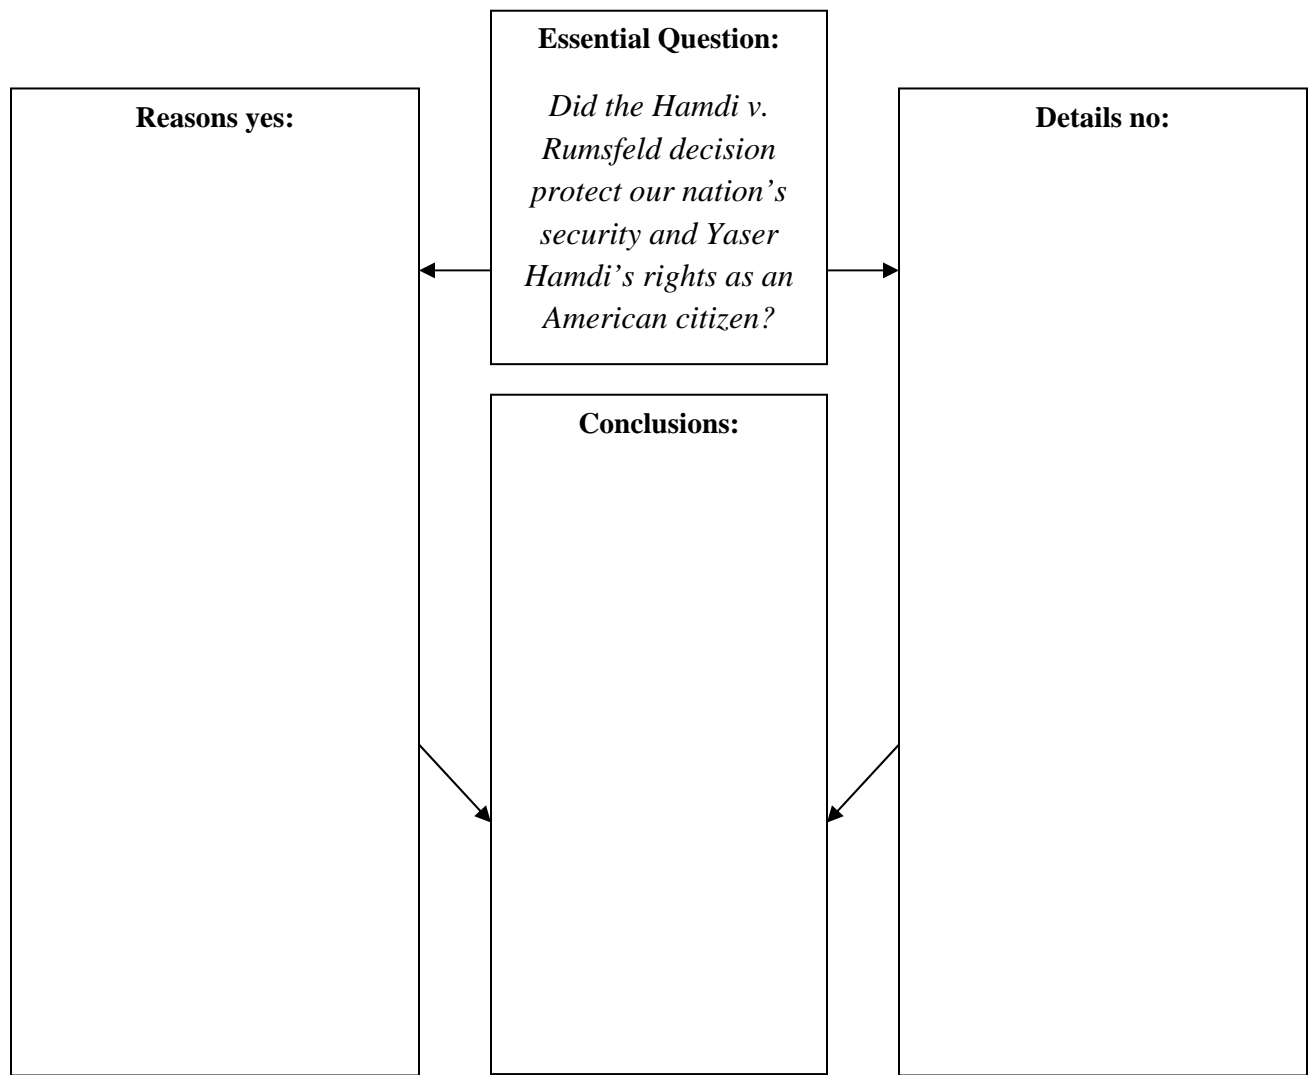 Essential Question:
Did the Hamdi v.
Rumsfeld decision
protect our nation’s
security and Yaser
Hamdi’s rights as an
American citizen?
Reasons yes:
Details no:
Conclusions: